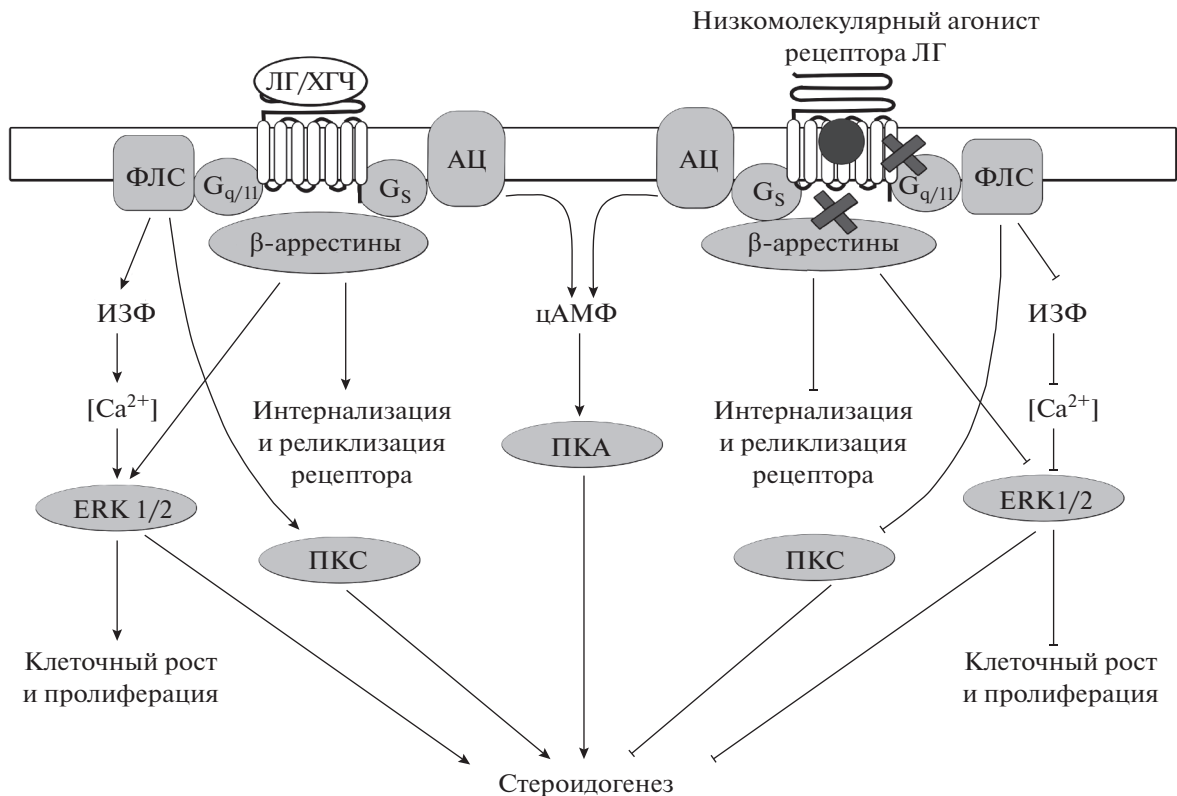 Низкомолекулярный агонист
рецептора ЛГ
ЛГ/ХГЧ
ФЛС
Gq/11
GS
АЦ
β-аррестины
АЦ
GS
Gq/11
ФЛС
β-аррестины
ИЗФ
цАМФ
ИЗФ
[Ca2+]
Интернализация
и реликлизация
рецептора
ПКА
Интернализация
и реликлизация
рецептора
[Ca2+]
ERK 1/2
ПКС
ПКС
ERK1/2
Клеточный рост
и пролиферация
Клеточный рост
и пролиферация
Стероидогенез